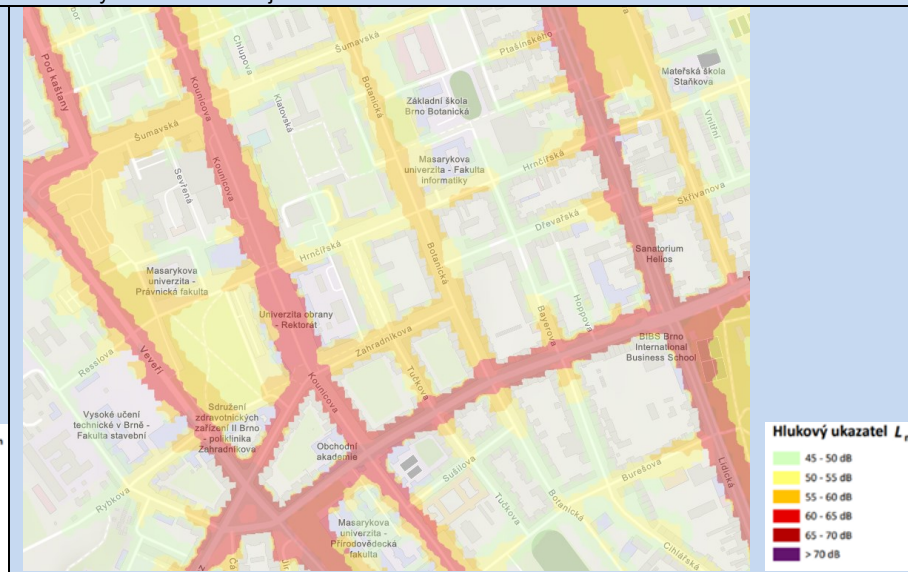 Pod kaštany
Kounicova
Chlupova
Šumavská
Botanická
Ptašinského
Základní škola
Brno Botanická
Mateřská škola
Staňkova
Klatovská
Vnitřní
Šumavská
Kounicova
Sevřená
Masarykova
univerzita - Fakulta
informatiky
Hrnčířská
Skřivanova
Dřevařská
Hrnčířská
Botanická
Sanatorium
Helios
Masarykova
univerzita -
Právnická fakulta
Univerzita obrany
- Rektorát
Hoppova
Bayerova
Zahradníkova
BIBS Brno
International
Business School
Resslova
Veveří
Tučkova
Kounicova
Vysoké učení
technické v Brně -
Fakulta stavební
Sdružení
zdravotnických
zařízení II Brno
- poliklinika
Zahradníkova
Obchodní
akademie
Sušilova
Burešova
Lidická
Rybkova
Tučkova
Botanická
Masarykova
univerzita -
Přírodovědecká
fakulta
Cihlářská
Hlukový ukazatel L
45 - 50 dB
50 - 55 dB
55 - 60 dB
60 - 65 dB
65 - 70 dB
> 70 dB